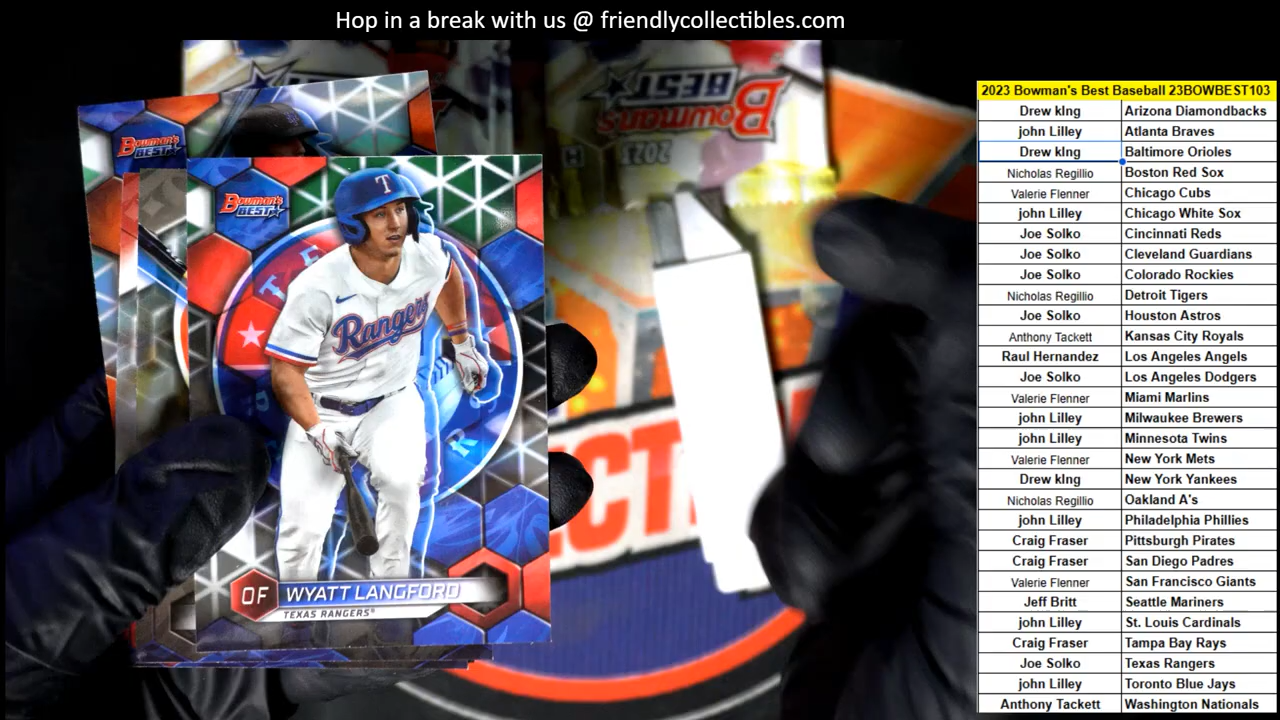 Hop in a break with us @ friendlycollectibles.com
BOWMAN'S BEST
BOWMAN'S BEST
Bowman's BEST
2023
T
Rangers
OF WYATT LANGFORD
TEXAS RANGERS
ECT
2023 Bowman's Best Baseball 23BOWBEST103
Drew kIng Arizona Diamondbacks
john Lilley Atlanta Braves
Drew kIng Baltimore Orioles
Nicholas Regillio Boston Red Sox
Valerie Flenner Chicago Cubs
john Lilley Chicago White Sox
Joe Solko Cincinnati Reds
Joe Solko Cleveland Guardians
Joe Solko Colorado Rockies
Nicholas Regillio Detroit Tigers
Joe Solko Houston Astros
Anthony Tackett Kansas City Royals
Raul Hernandez Los Angeles Angels
Joe Solko Los Angeles Dodgers
Valerie Flenner Miami Marlins
john Lilley Milwaukee Brewers
john Lilley Minnesota Twins
Valerie Flenner New York Mets
Drew kIng New York Yankees
Nicholas Regillio Oakland A's
john Lilley Philadelphia Phillies
Craig Fraser Pittsburgh Pirates
Craig Fraser San Diego Padres
Valerie Flenner San Francisco Giants
Jeff Britt Seattle Mariners
john Lilley St. Louis Cardinals
Craig Fraser Tampa Bay Rays
Joe Solko Texas Rangers
john Lilley Toronto Blue Jays
Anthony Tackett Washington Nationals